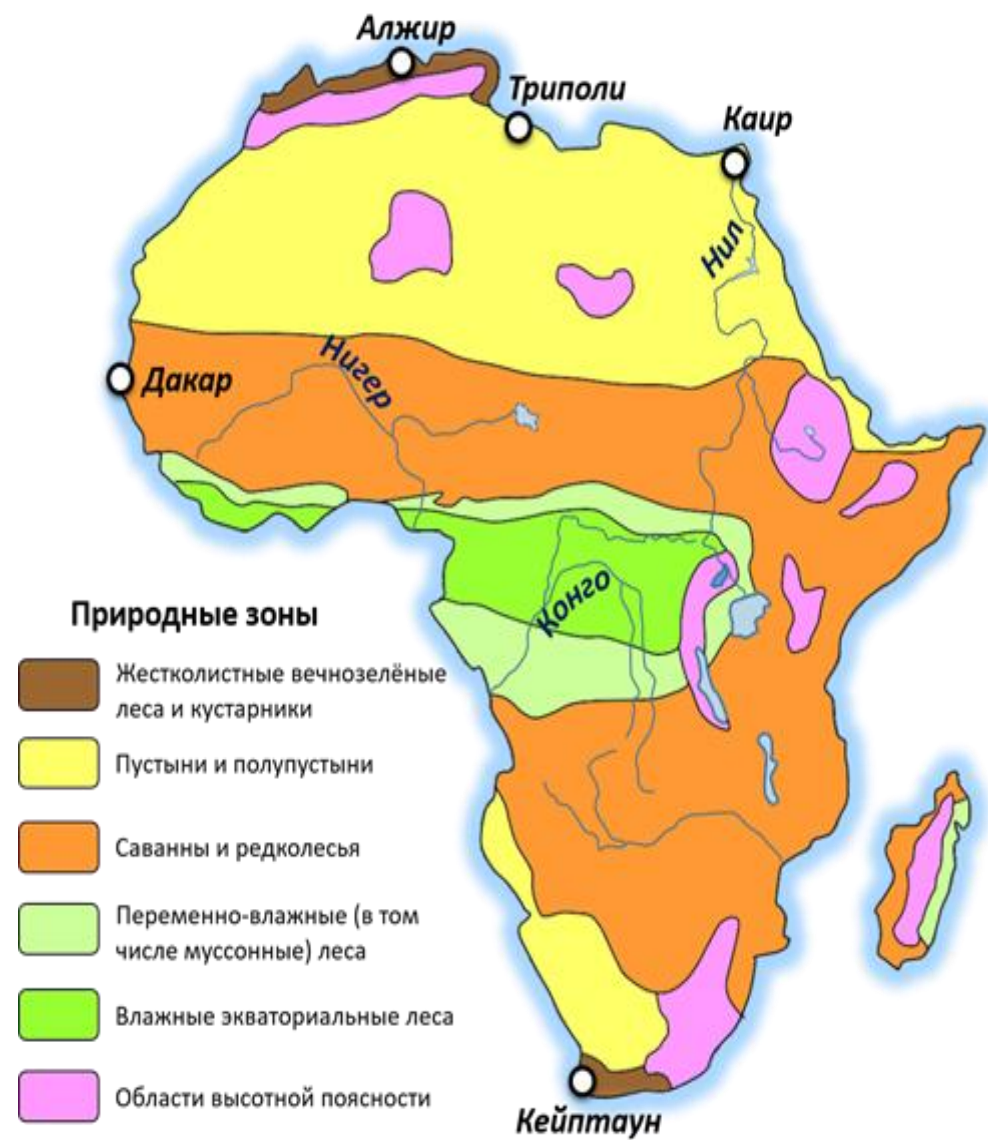 Алжир
Триполи
Каир
Нил
Нигер
Дакар
Конго
Природные зоны
Жестколистные вечнозелёные
леса и кустарники
Пустыни и полупустыни
Саванны и редколесья
Переменно-влажные (в том
числе муссонные) леса
Влажные экваториальные леса
Области высотной поясности
Кейптаун